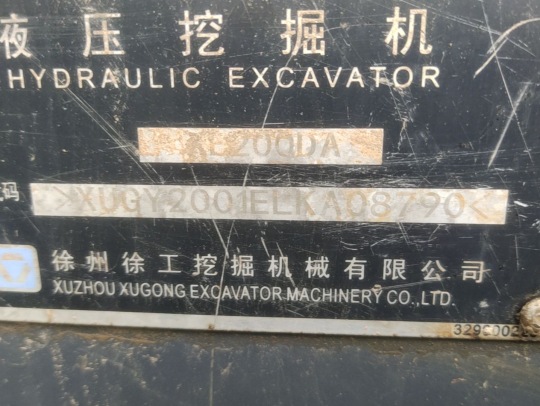 液压挖掘机
HYDRAULIC EXCAVATOR
XE200DA
码 >XUGY2001ELKA08790<
徐州徐工挖掘机械有限公司
XUZHOU XUGONG EXCAVATOR MACHINERY CO.,LTD.